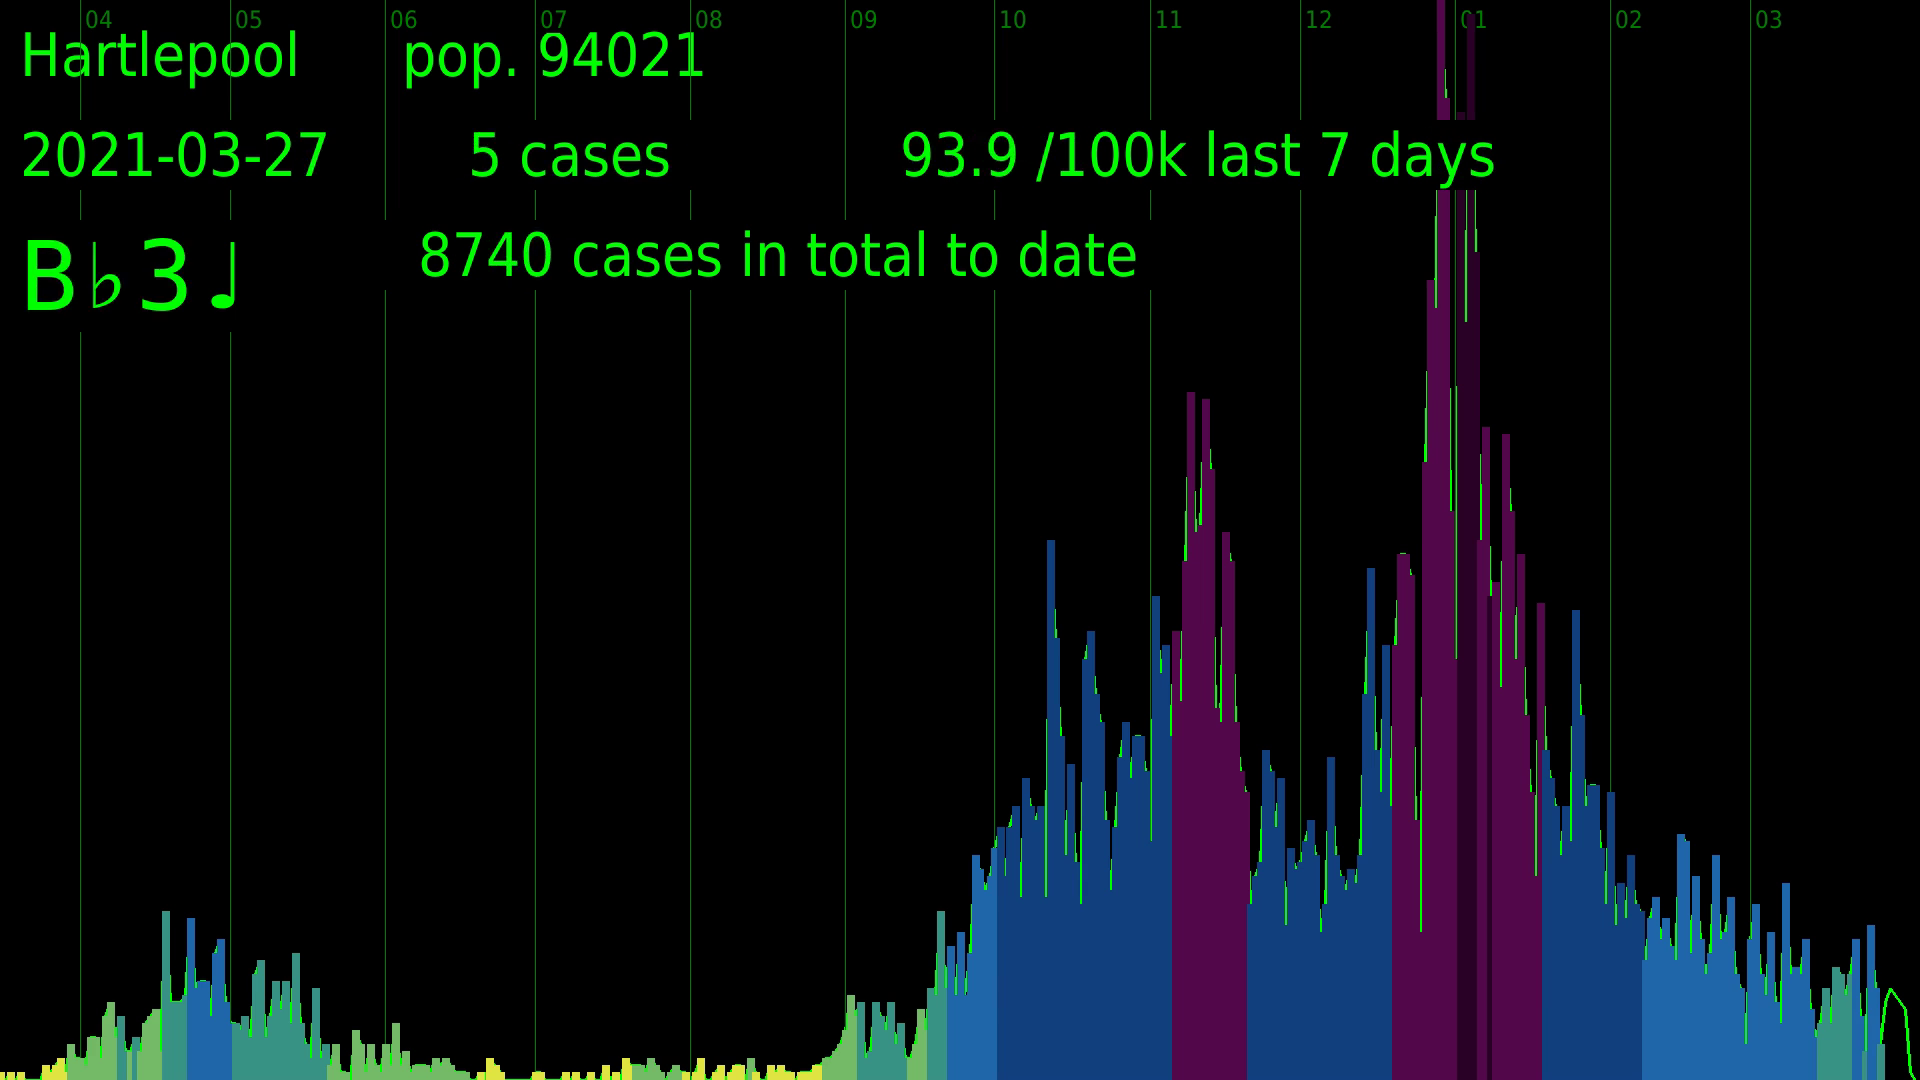 04 05 06 07 08 09 10 11 12 01 02 03
Hartlepool pop. 94021
2021-03-27 5 cases 93.9 /100k last 7 days
B♭3♩ 8740 cases in total to date